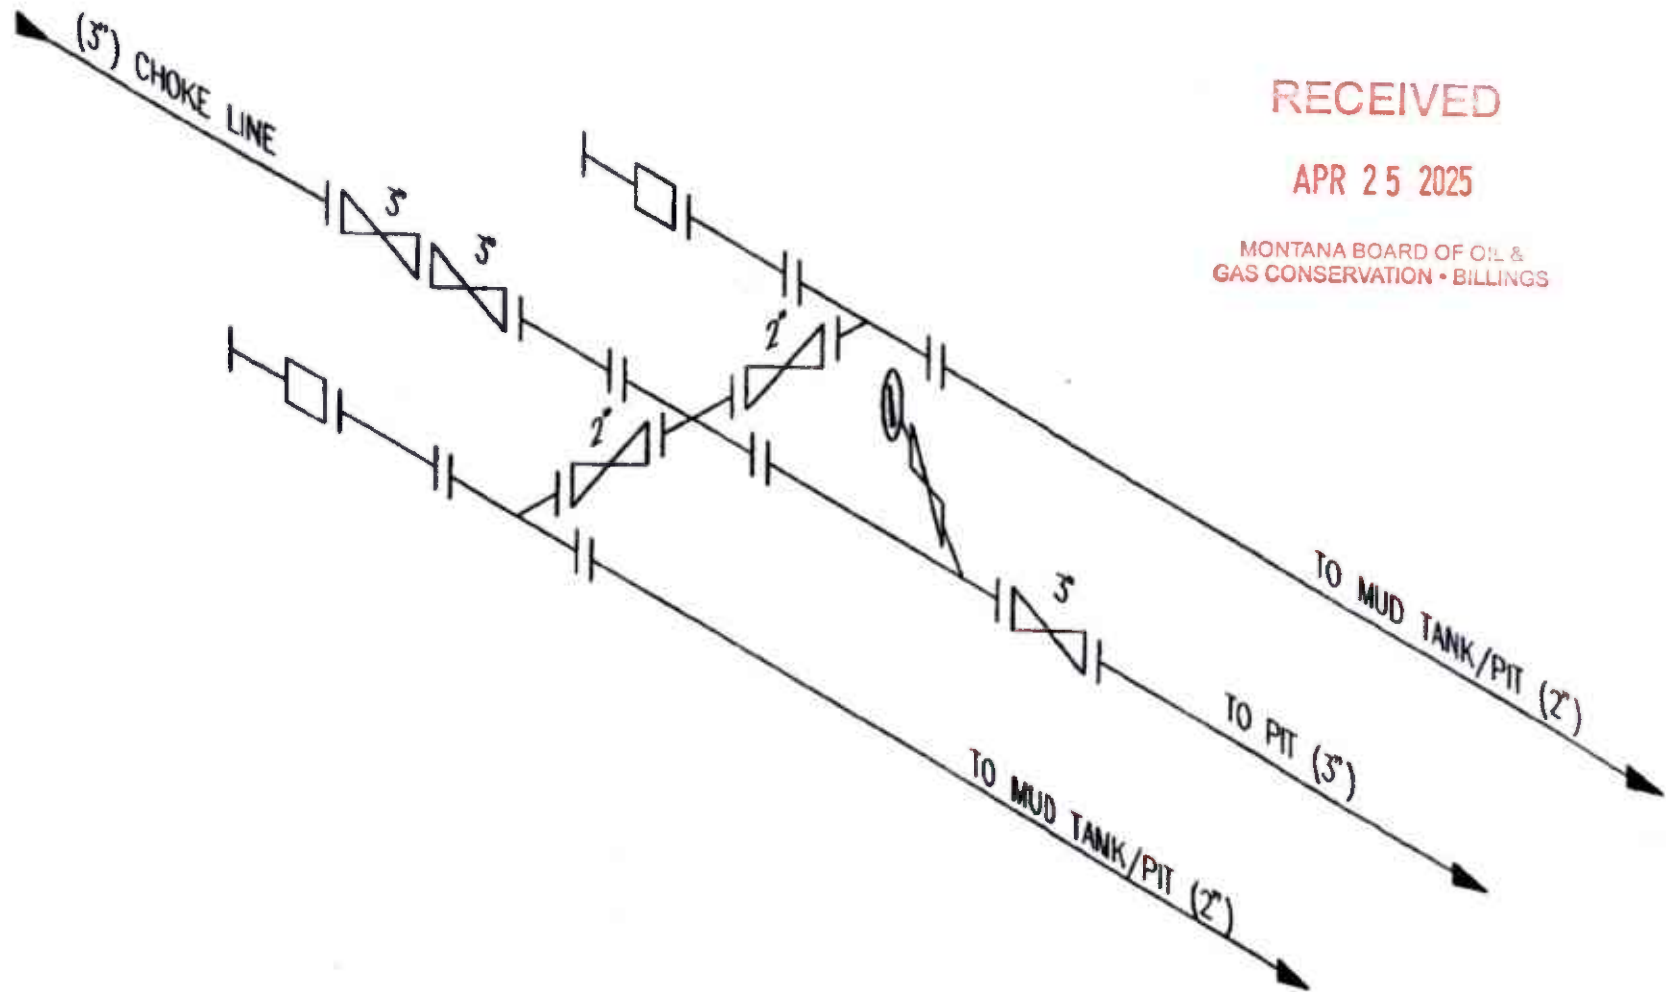 (3") CHOKE LINE
RECEIVED
APR 25 2025
MONTANA BOARD OF OIL &
GAS CONSERVATION • BILLINGS
3"
3"
2"
2"
3"
TO MUD TANK/PIT (2")
TO PIT (3")
TO MUD TANK/PIT (2")